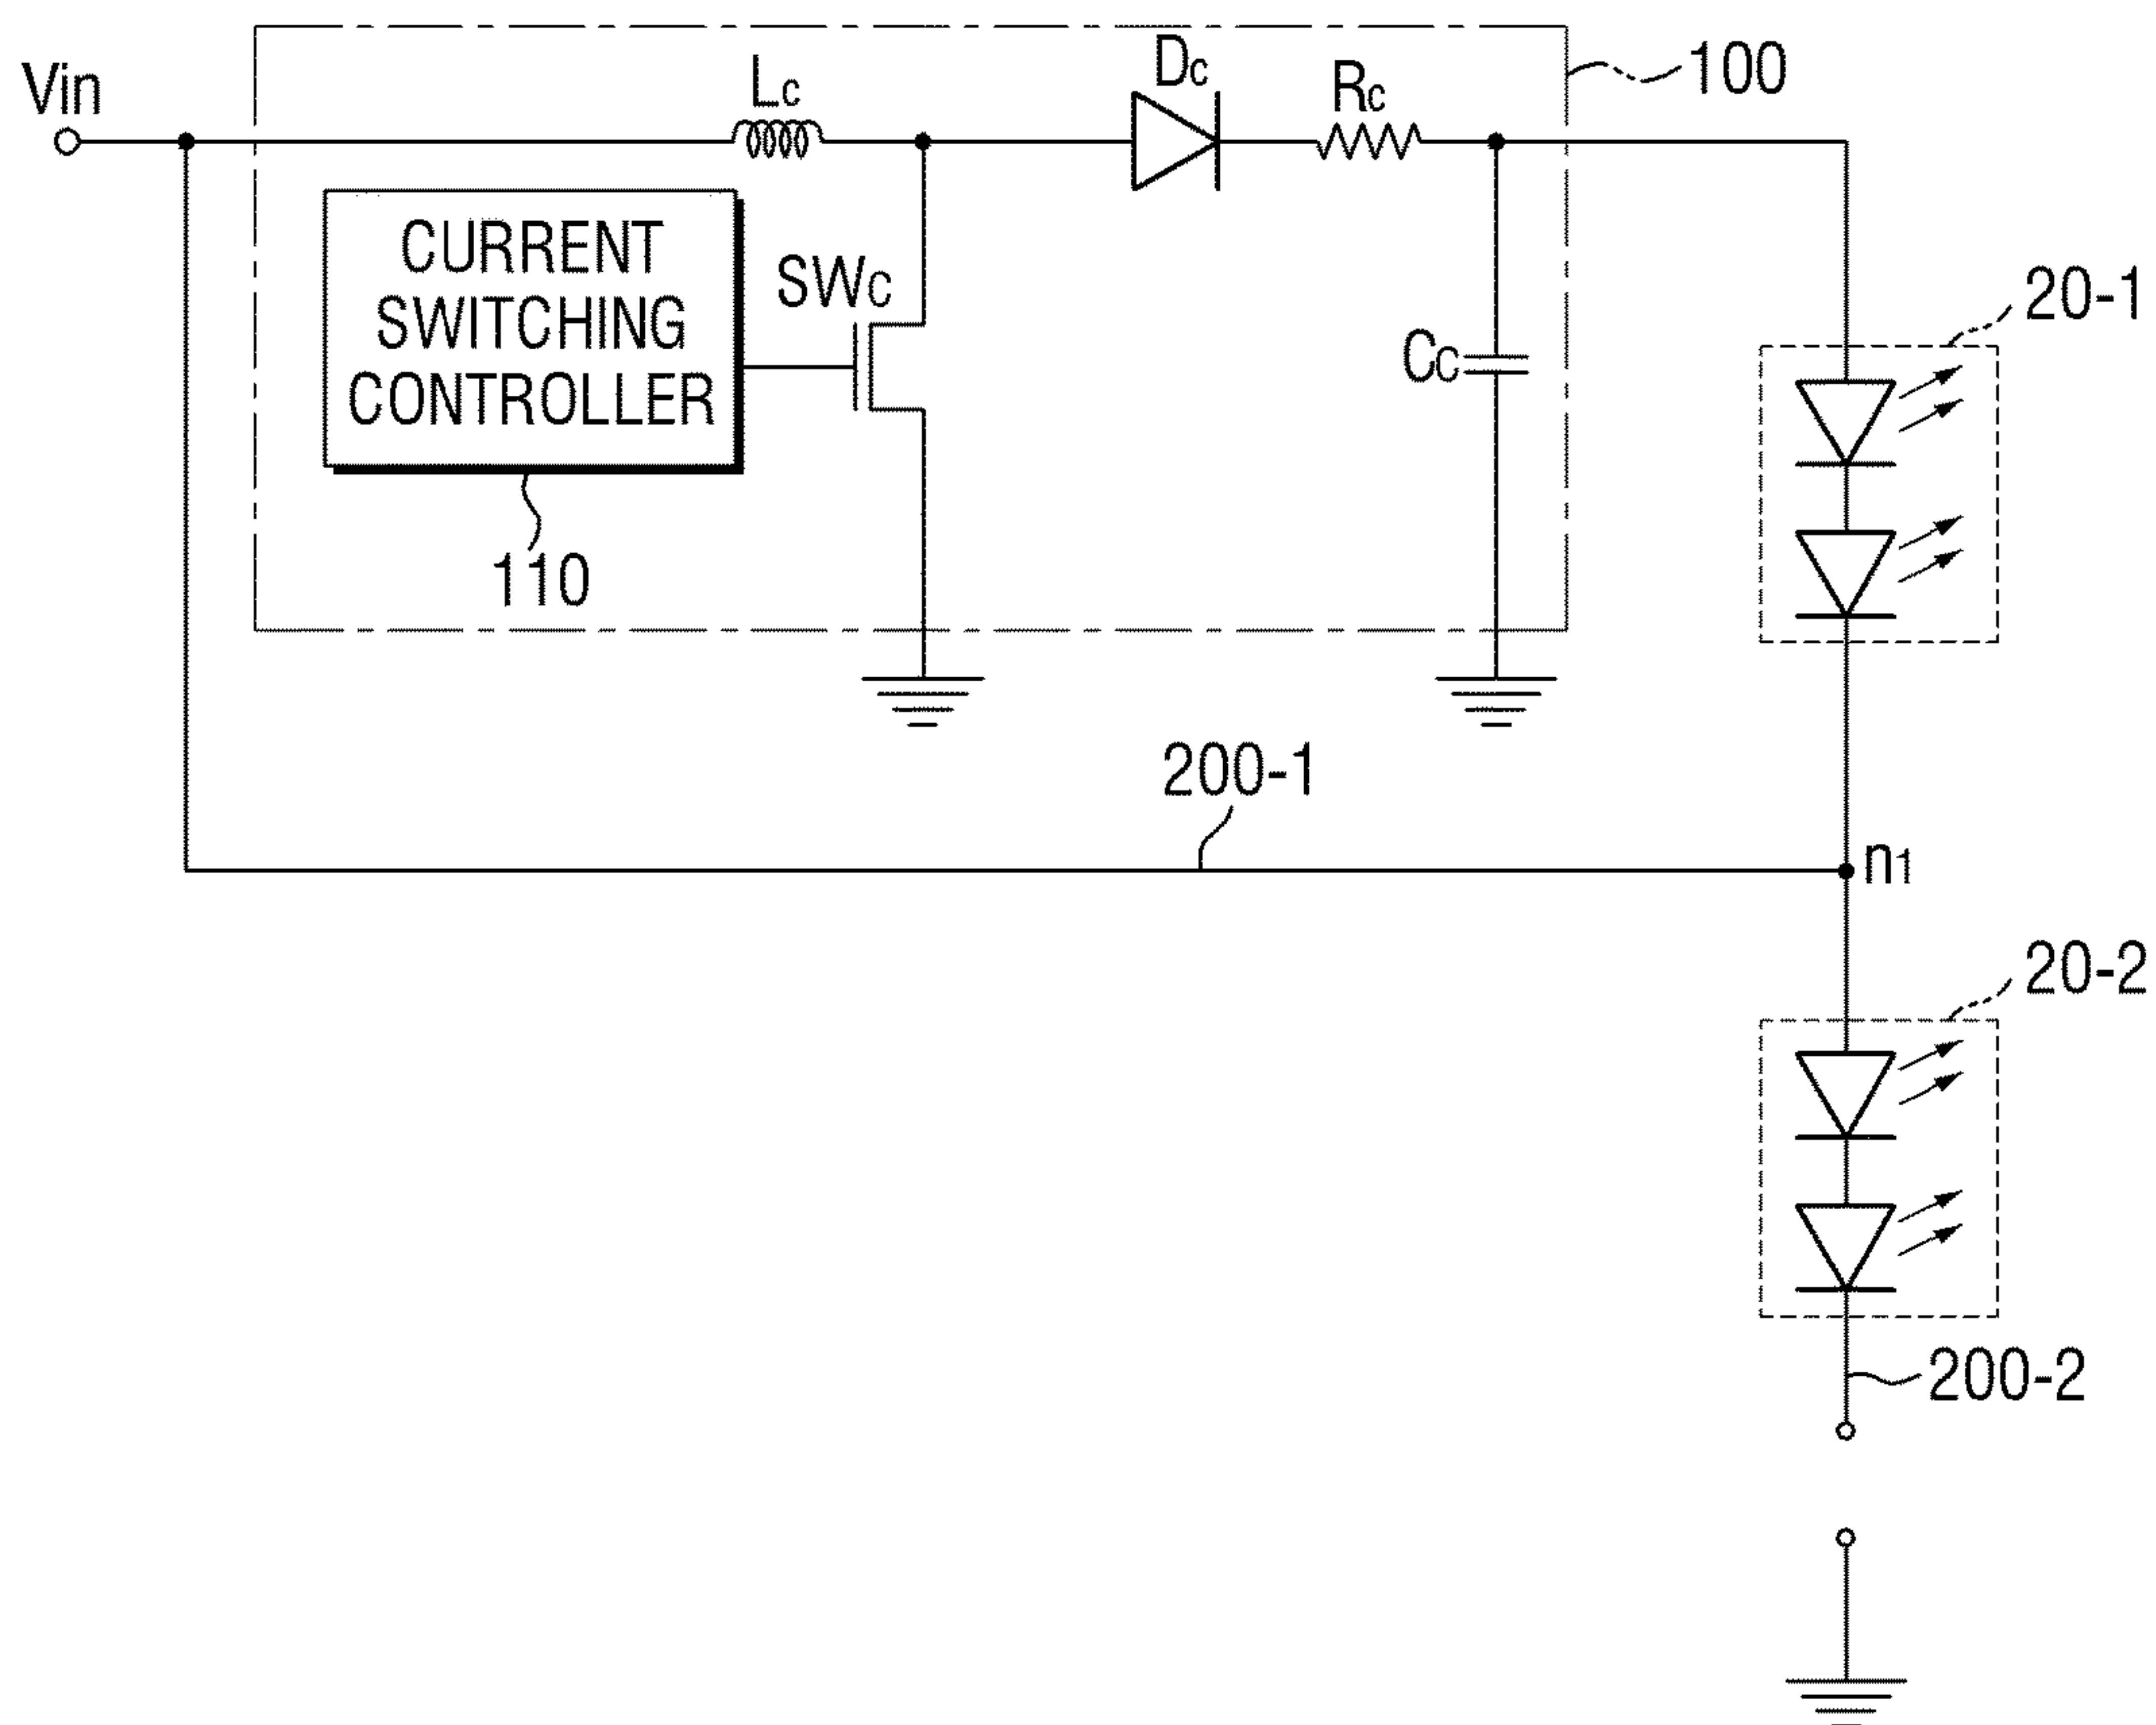 Vin
Lc
Dc
Rc
100
CURRENT
SWITCHING
CONTROLLER
SWc
Cc
20-1
110
200-1
n1
20-2
200-2